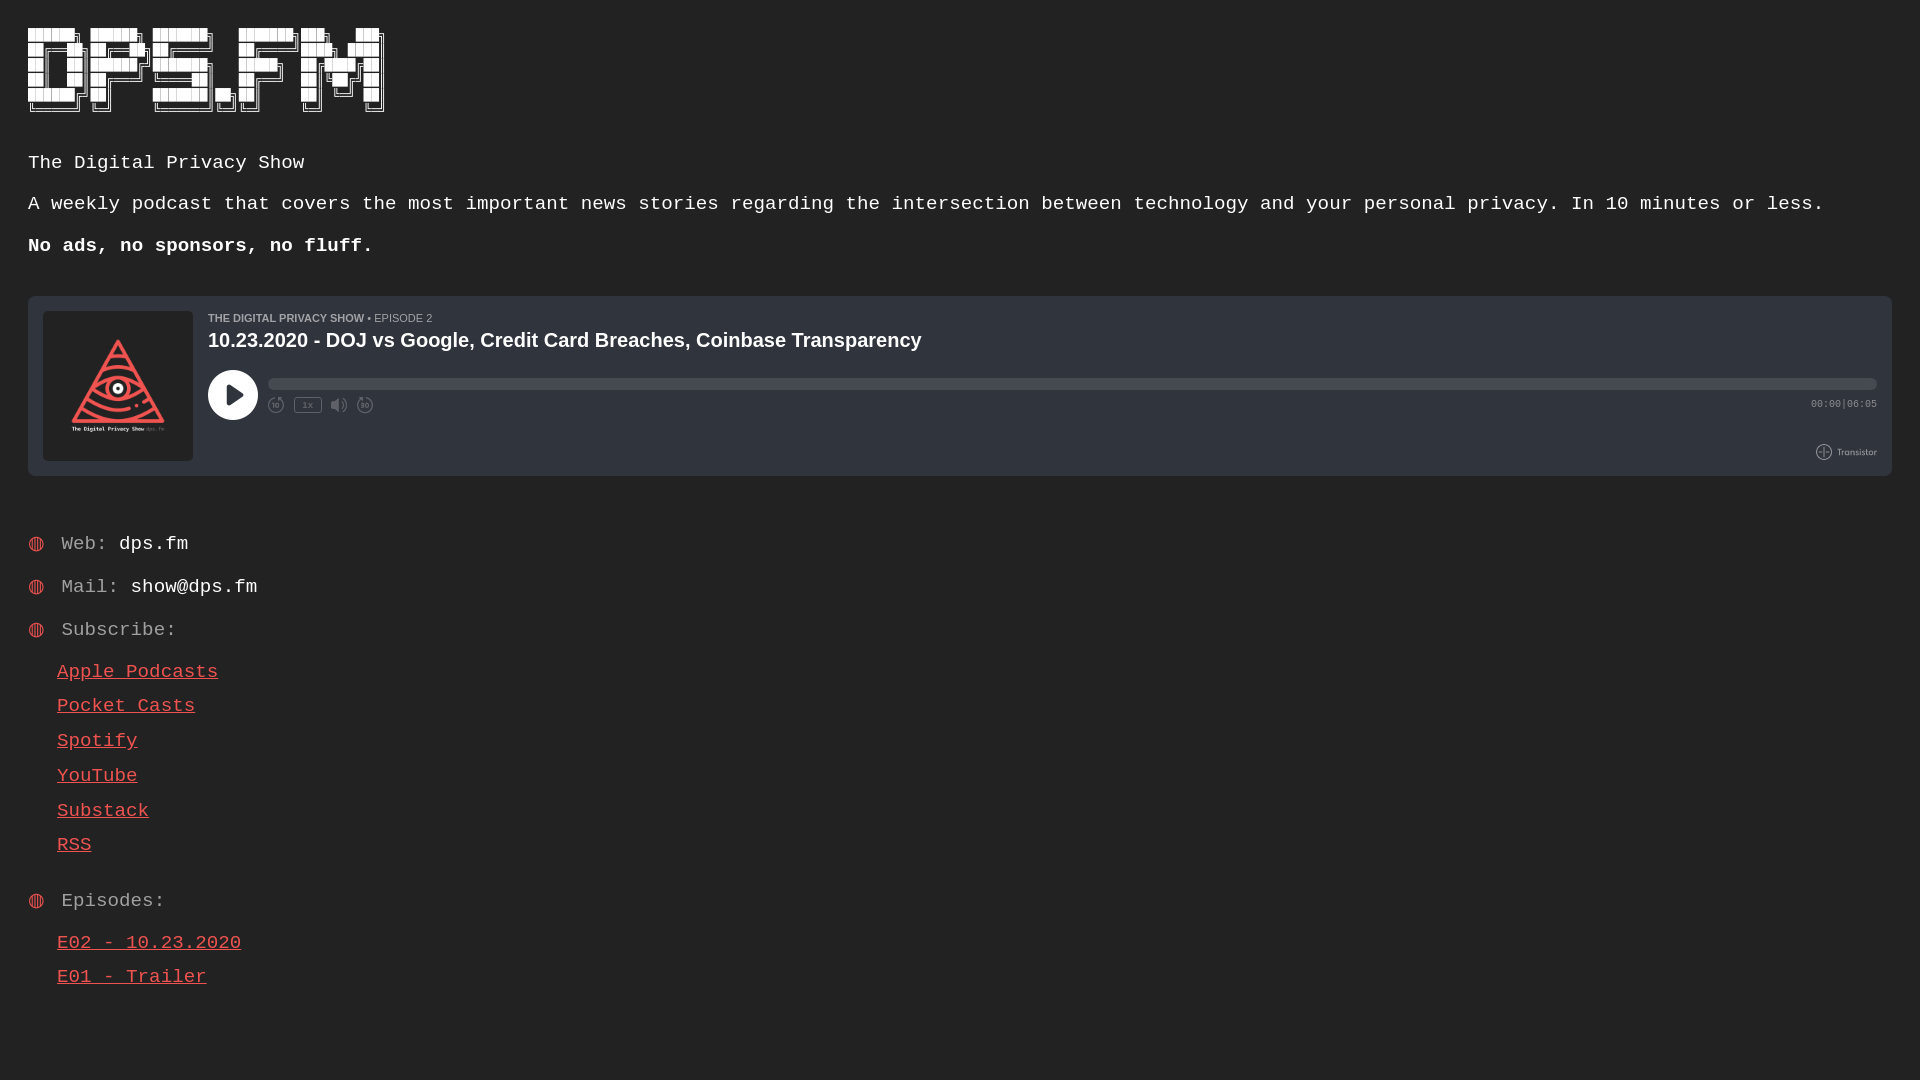 DPS.FM
The Digital Privacy Show
A weekly podcast that covers the most important news stories regarding the intersection between technology and your personal privacy. In 10 minutes or less.
No ads, no sponsors, no fluff.
THE DIGITAL PRIVACY SHOW • EPISODE 2
10.23.2020 - DOJ vs Google, Credit Card Breaches, Coinbase Transparency
10 1x 30 00:00|06:05
The Digital Privacy Show dps.fm
Transistor
Web: dps.fm
Mail: show@dps.fm
Subscribe:
Apple Podcasts
Pocket Casts
Spotify
YouTube
Substack
RSS
Episodes:
E02 - 10.23.2020
E01 - Trailer